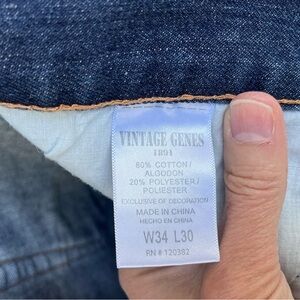 VINTAGE GENES
1891
80% COTTON/
ALGODON
20% POLYESTER/
POLIESTER
EXCLUSIVE OF DECORATION
MADE IN CHINA
HECHO EN CHINA
W34 L30
RN # 120382